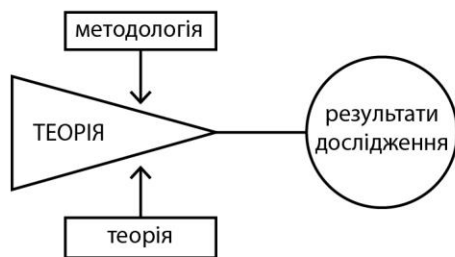 методологія
ТЕОРІЯ
результати
дослідження
теорія